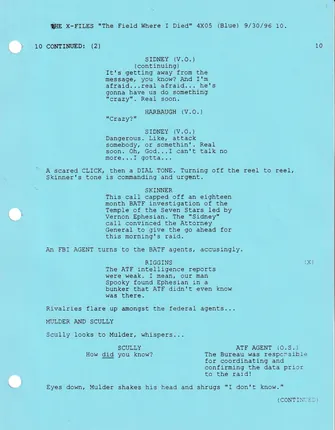 THE X-FILES "The Field Where I Died" 4X05 (Blue) 9/30/96 10.
10 CONTINUED: (2) 10
SIDNEY (V.O.)
(continuing)
It's getting away from the
message, you know? And I'm
afraid...real afraid... he's
gonna have us do something
"crazy". Real soon.
HARBAUGH (V.O.)
"Crazy?"
SIDNEY (V.O.)
Dangerous. Like, attack
somebody, or somethin'. Real
soon. Oh, God...I can't talk no
more...I gotta...
A scared CLICK, then a DIAL TONE. Turning off the reel to reel.
Skinner's tone is commanding and urgent.
SKINNER
This call capped off an eighteen
month BATF investigation of the
Temple of the Seven Stars led by
Vernon Ephesian. The "Sidney"
call convinced the Attorney
General to give the go ahead for
this morning's raid.
An FBI AGENT turns to the BATF agents, accusingly.
RIGGINS (X)
The ATF intelligence reports
were weak. I mean, our man
Spooky found Ephesian in a
bunker that ATF didn't even know
was there.
Rivalries flare up amongst the federal agents...
MULDER AND SCULLY
Scully looks to Mulder, whispers...
SCULLY
How did you know?
ATF AGENT (O.S.)
The Bureau was responsible
for coordinating and
confirming the data prior
to the raid!
Eyes down, Mulder shakes his head and shrugs "I don't know."
(CONTINUED)